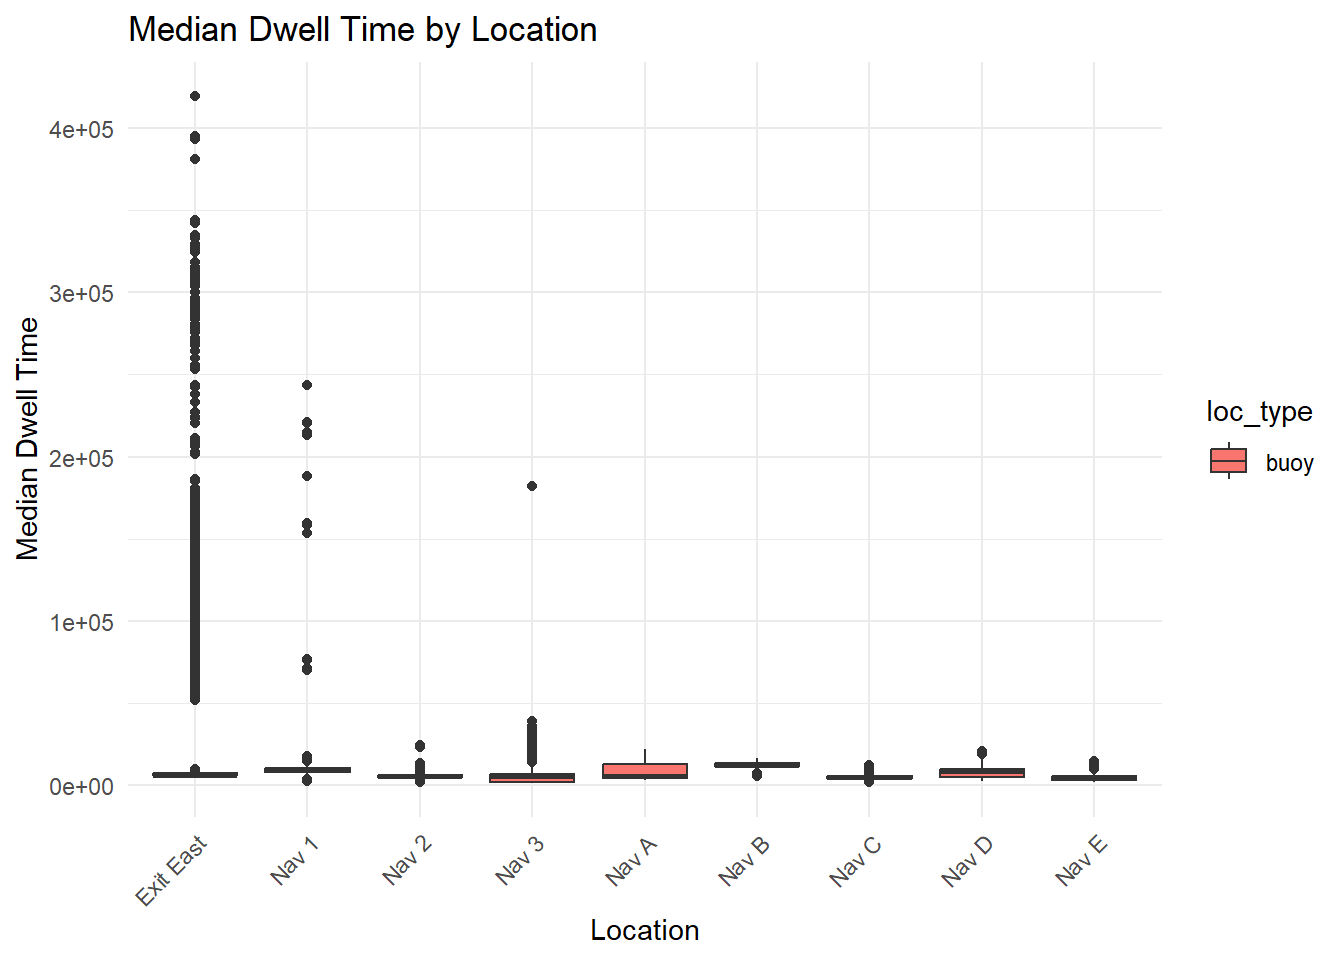 Median Dwell Time by Location
Median Dwell Time
4e+05
3e+05
2e+05
1e+05
0e+00
Exit East
Nav 1
Nav 2
Nav 3
Nav A
Nav B
Nav C
Nav D
Nav E
Location
loc_type
buoy